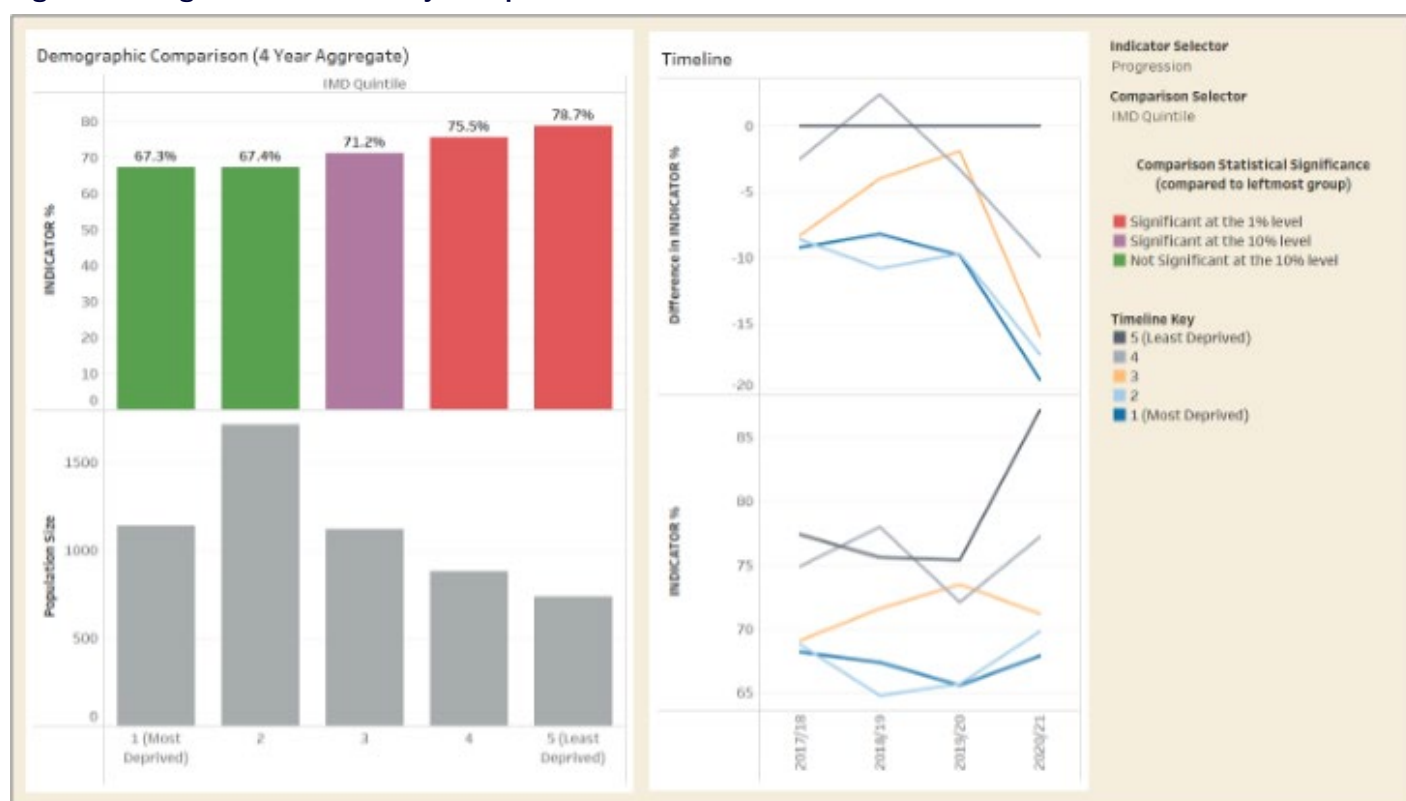 Demographic Comparison (4 Year Aggregate)
IMD Quintile
INDICATOR %
80
70
60
50
40
30
20
10
0
67.3%
67.4%
71.2%
75.5%
78.7%
Population Size
1500
1000
500
0
1 (Most Deprived)
2
3
4
5 (Least Deprived)
Timeline
Difference in INDICATOR %
0
-5
-10
-15
-20
INDICATOR %
85
80
75
70
65
2017/18
2018/19
2019/20
2020/21
Indicator Selector
Progression
Comparison Selector
IMD Quintile
Comparison Statistical Significance
(compared to leftmost group)
Significant at the 1% level
Significant at the 10% level
Not Significant at the 10% level
Timeline Key
5 (Least Deprived)
4
3
2
1 (Most Deprived)